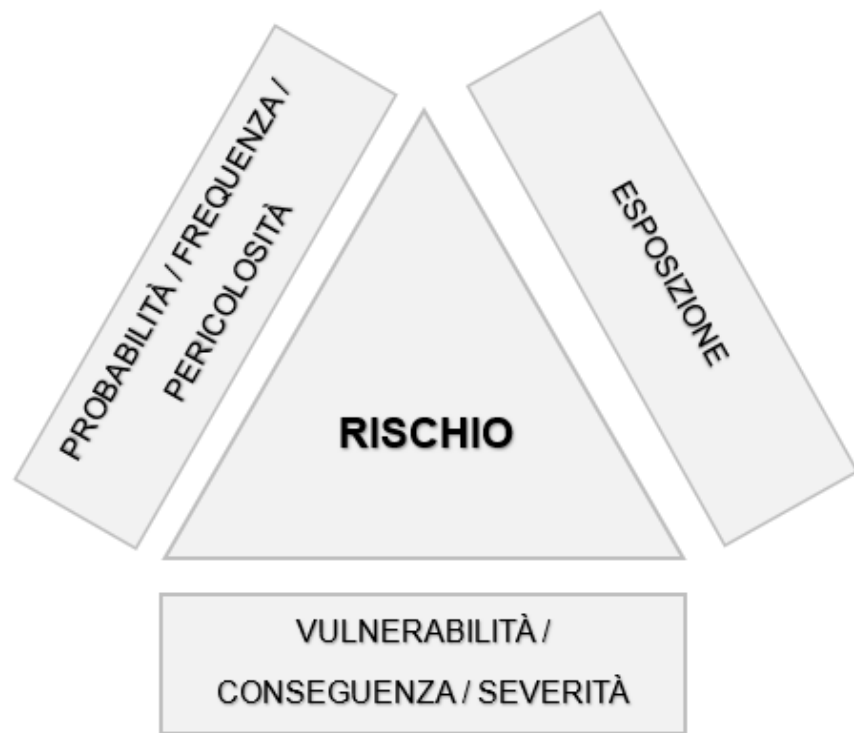 PROBABILITÀ / FREQUENZA /
PERICOLOSITÀ
ESPOSIZIONE
RISCHIO
VULNERABILITÀ /
CONSEGUENZA / SEVERITÀ